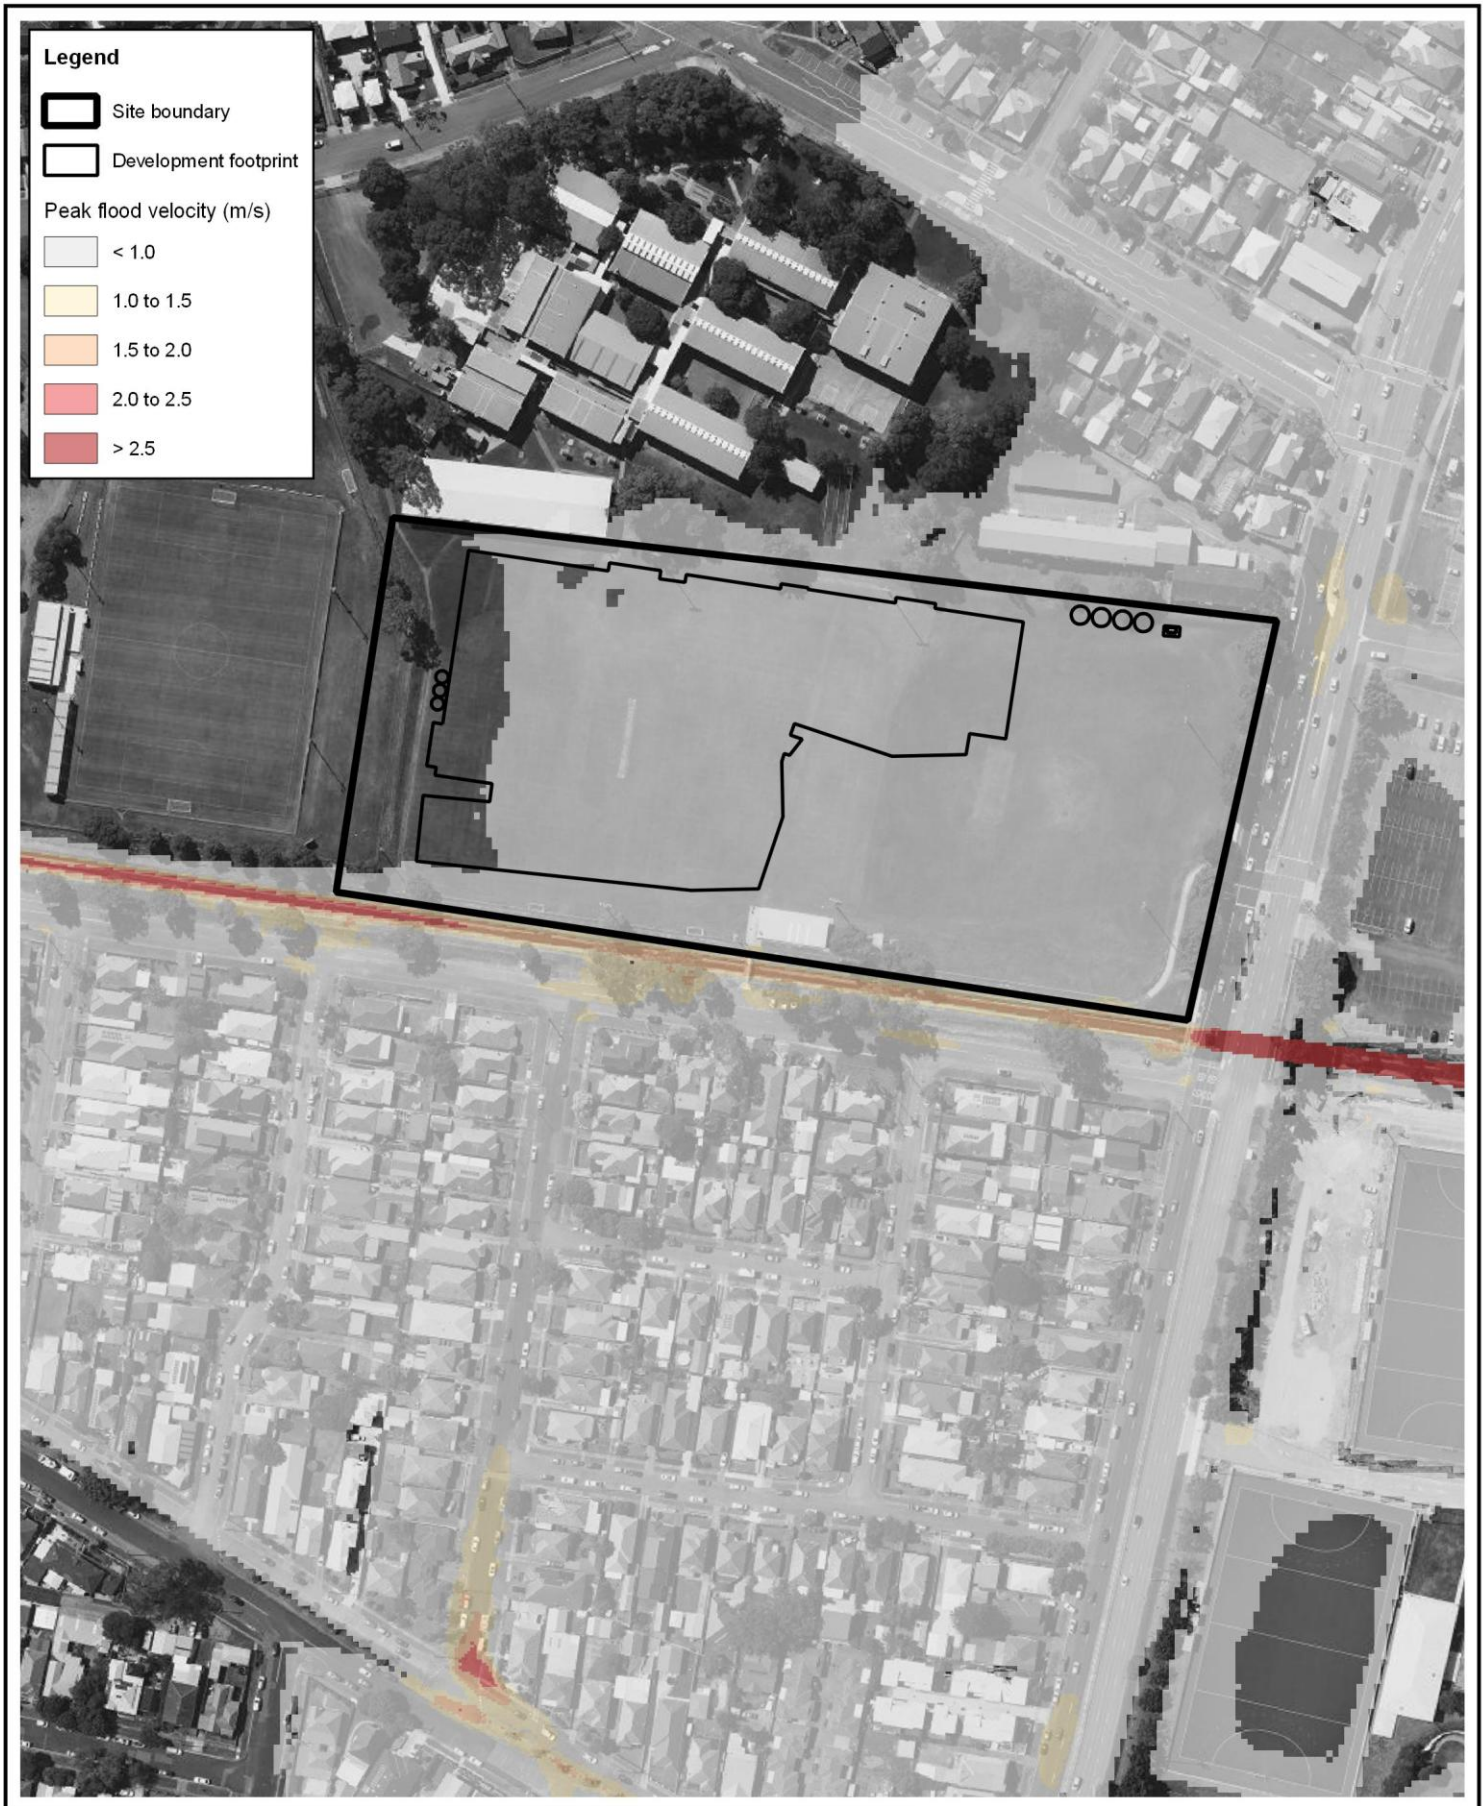 Legend
Site boundary
Development footprint
Peak flood velocity (m/s)
< 1.0
1.0 to 1.5
1.5 to 2.0
2.0 to 2.5
> 2.5